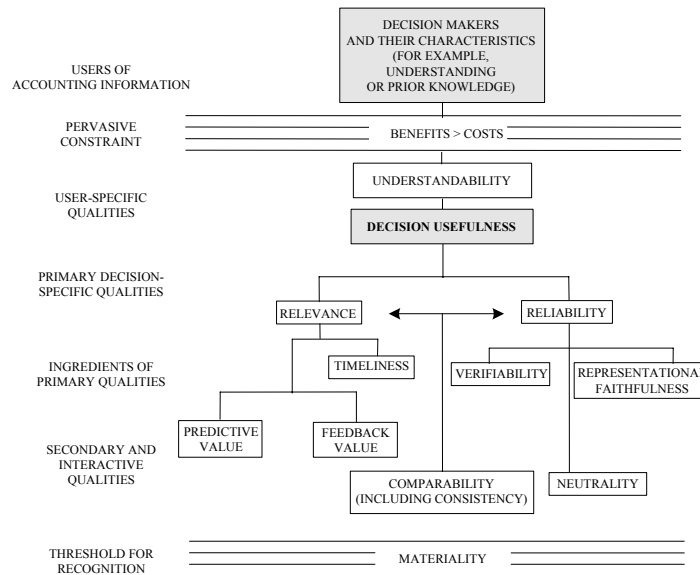 DECISION MAKERS
AND THEIR CHARACTERISTICS
(FOR EXAMPLE,
UNDERSTANDING
OR PRIOR KNOWLEDGE)
USERS OF
ACCOUNTING INFORMATION
PERVASIVE
CONSTRAINT
BENEFITS > COSTS
UNDERSTANDABILITY
USER-SPECIFIC
QUALITIES
DECISION USEFULNESS
PRIMARY DECISION-
SPECIFIC QUALITIES
RELEVANCE
RELIABILITY
INGREDIENTS OF
PRIMARY QUALITIES
TIMELINESS
VERIFIABILITY
REPRESENTATIONAL
FAITHFULNESS
PREDICTIVE
VALUE
FEEDBACK
VALUE
SECONDARY AND
INTERACTIVE
QUALITIES
COMPARABILITY
(INCLUDING CONSISTENCY)
NEUTRALITY
THRESHOLD FOR
RECOGNITION
MATERIALITY